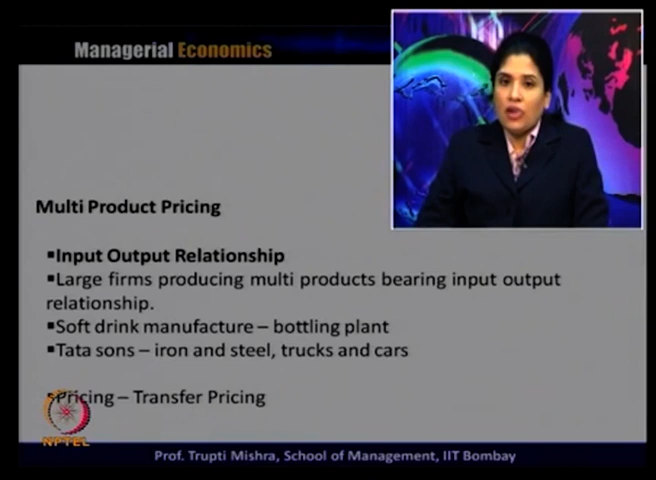 Managerial Economics
Multi Product Pricing
▪Input Output Relationship
▪Large firms producing multi products bearing input output
relationship.
▪Soft drink manufacture – bottling plant
▪Tata sons – iron and steel, trucks and cars
▪Pricing – Transfer Pricing
NPTEL
Prof. Trupti Mishra, School of Management, IIT Bombay